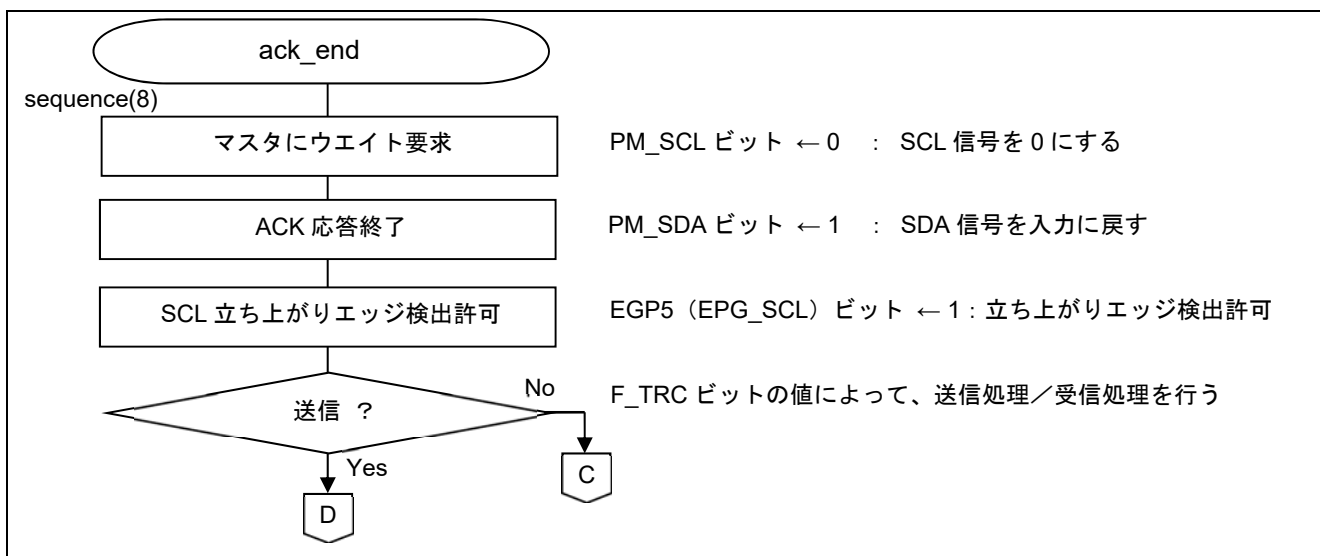 ack_end
sequence(8)
マスタにウエイト要求 PM_SCL ビット ← 0 : SCL 信号を 0 にする
ACK 応答終了 PM_SDA ビット ← 1 : SDA 信号を入力に戻す
SCL 立ち上がりエッジ検出許可 EGP5（EPG_SCL）ビット ← 1：立ち上がりエッジ検出許可
送信 ？ No F_TRC ビットの値によって、送信処理／受信処理を行う
Yes
C
D